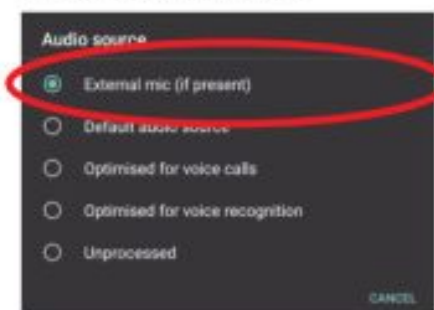 Audio source
External mic (if present)
Default audio source
Optimised for voice calls
Optimised for voice recognition
Unprocessed
CANCEL